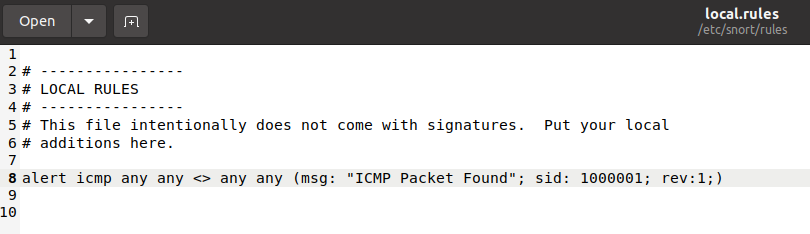 Open
local.rules
/etc/snort/rules
1
2 # ----------------
3 # LOCAL RULES
4 # ----------------
5 # This file intentionally does not come with signatures.  Put your local
6 # additions here.
7
8 alert icmp any any <> any any (msg: "ICMP Packet Found"; sid: 1000001; rev:1;)
9
10